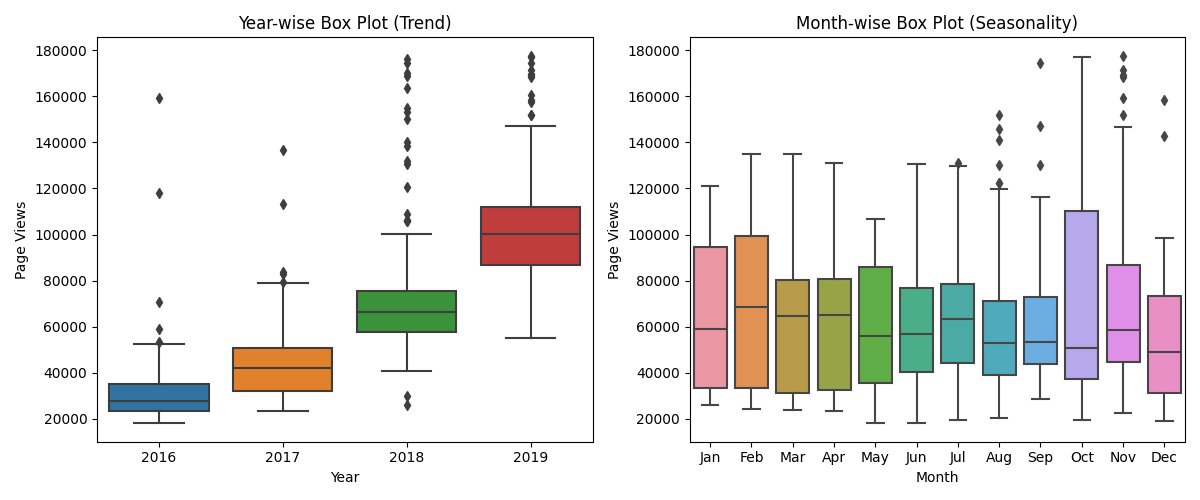 Year-wise Box Plot (Trend)
Page Views
180000
160000
140000
120000
100000
80000
60000
40000
20000
2016 2017 2018 2019
Year
Month-wise Box Plot (Seasonality)
Page Views
180000
160000
140000
120000
100000
80000
60000
40000
20000
Jan Feb Mar Apr May Jun Jul Aug Sep Oct Nov Dec
Month